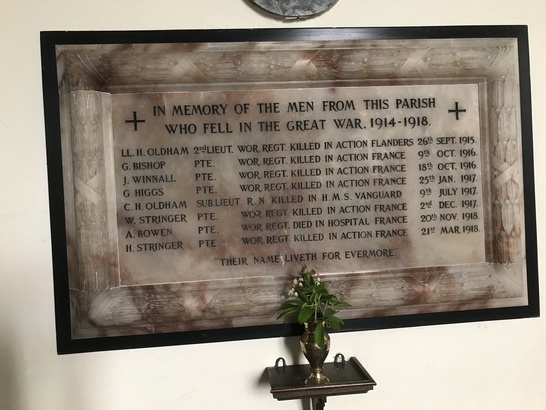 IN MEMORY OF THE MEN FROM THIS PARISH
WHO FELL IN THE GREAT WAR, 1914-1918.
LL. H. OLDHAM 2nd LIEUT. WOR. REGT. KILLED IN ACTION FLANDERS 26th SEPT. 1915.
G. BISHOP PTE. WOR. REGT. KILLED IN ACTION FRANCE 9th OCT. 1916.
J. WINNALL PTE. WOR. REGT. KILLED IN ACTION FRANCE 18th OCT. 1916.
G. HIGGS PTE. WOR. REGT. KILLED IN ACTION FRANCE 25th JAN. 1917.
C. H. OLDHAM SUB. LIEUT. R. N. KILLED IN H.M.S. VANGUARD 9th JULY 1917.
W. STRINGER PTE. WOR. REGT. KILLED IN ACTION FRANCE 2nd DEC. 1917.
A. BOWEN PTE. WOR. REGT. DIED IN HOSPITAL FRANCE 20th NOV. 1918.
H. STRINGER PTE WOR. REGT. KILLED IN ACTION FRANCE 21st MAR. 1918.
"THEIR NAME LIVETH FOR EVERMORE."